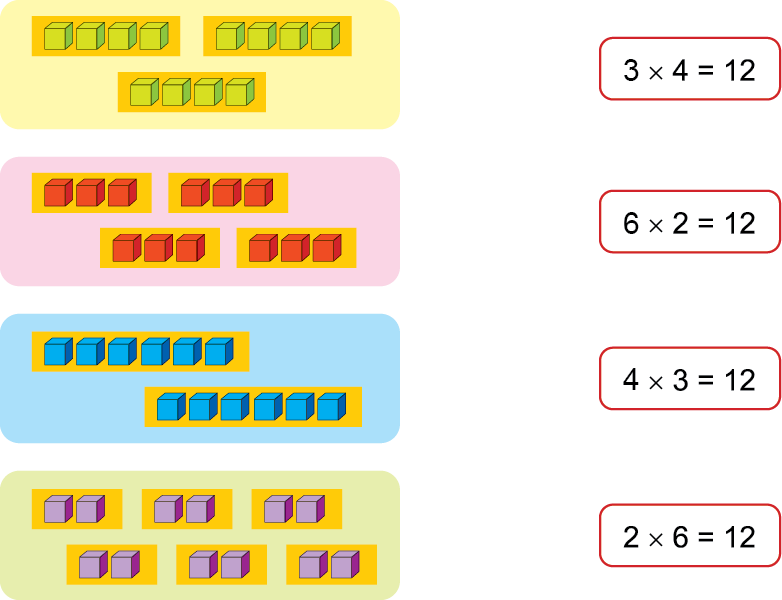 3 × 4 = 12
6 × 2 = 12
4 × 3 = 12
2 × 6 = 12